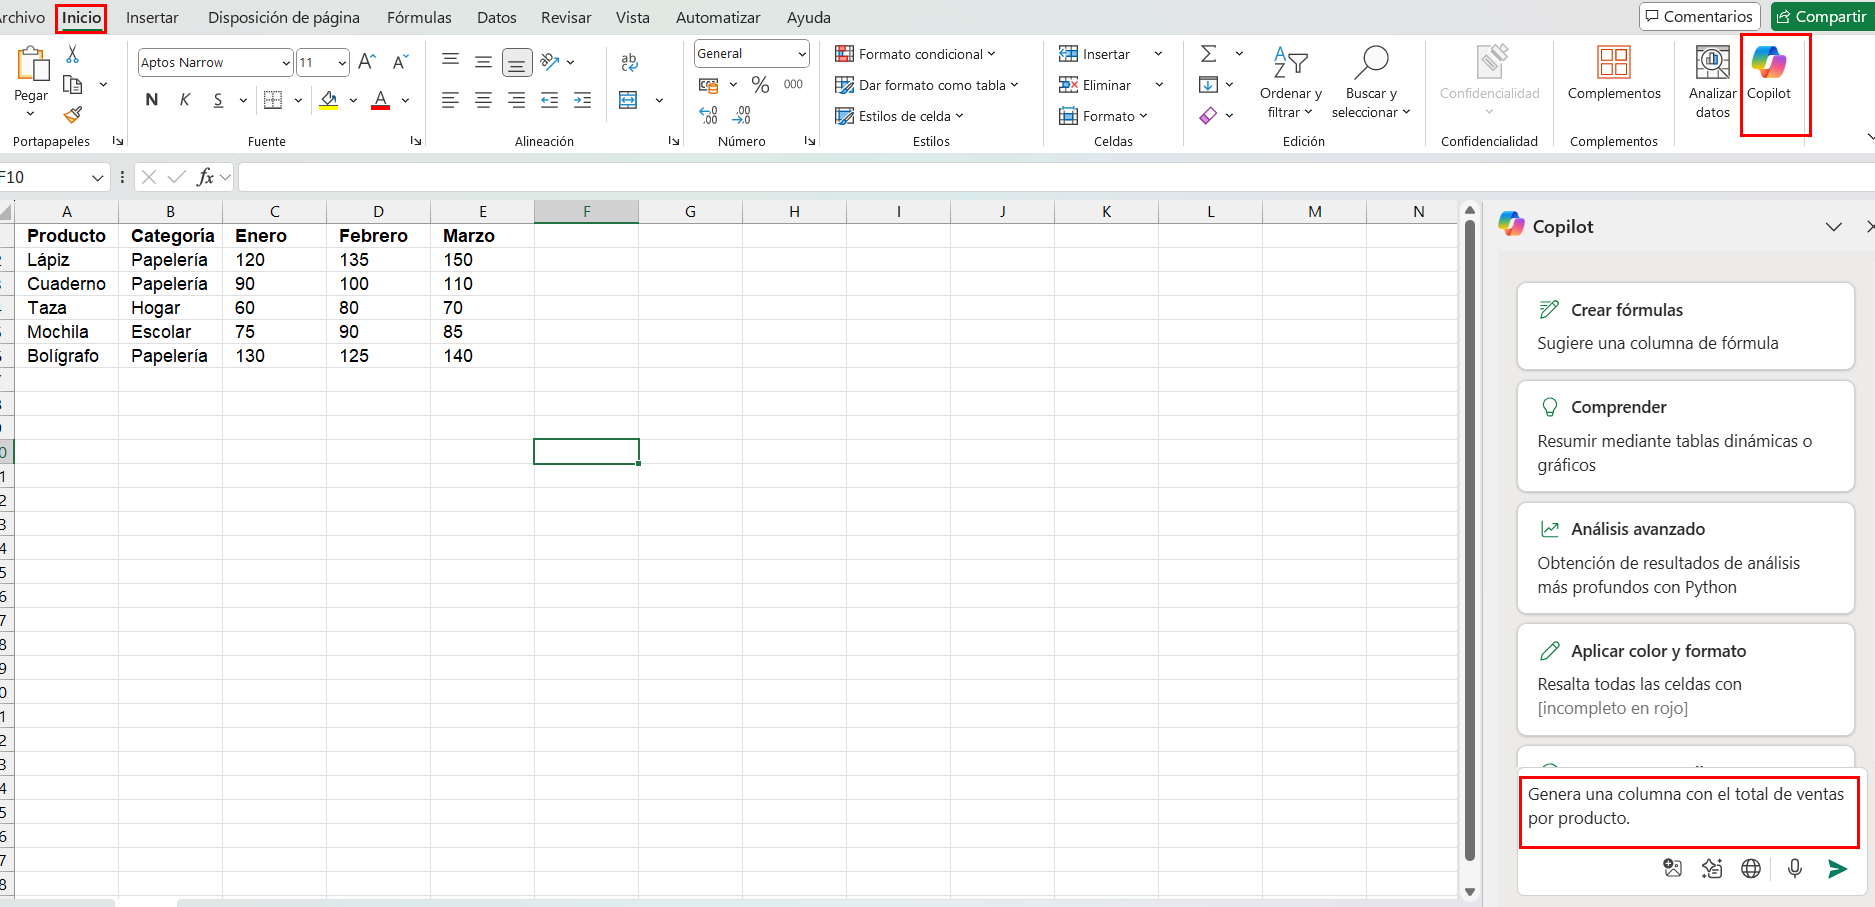 rchivo Inicio Insertar Disposición de página Fórmulas Datos Revisar Vista Automatizar Ayuda Comentarios Compartir
Pegar
Portapapeles
Aptos Narrow 11
N K S
Fuente
Alineación
General
% 000
Número
Formato condicional
Dar formato como tabla
Estilos de celda
Estilos
Insertar
Eliminar
Formato
Celdas
Ordenar y
filtrar
Buscar y
seleccionar
Edición
Confidencialidad
Confidencialidad
Complementos
Complementos
Analizar
datos
Copilot
F10 fx
A B C D E F G H I J K L M N
Producto Categoría Enero Febrero Marzo
Lápiz Papelería 120 135 150
Cuaderno Papelería 90 100 110
Taza Hogar 60 80 70
Mochila Escolar 75 90 85
Bolígrafo Papelería 130 125 140
Copilot
Crear fórmulas
Sugiere una columna de fórmula
Comprender
Resumir mediante tablas dinámicas o
gráficos
Análisis avanzado
Obtención de resultados de análisis
más profundos con Python
Aplicar color y formato
Resalta todas las celdas con
[incompleto en rojo]
Genera una columna con el total de ventas
por producto.